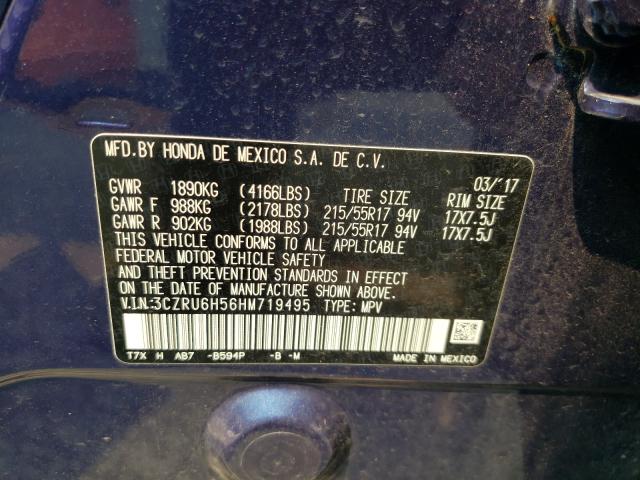 MFD.BY HONDA DE MEXICO S.A. DE C.V.
03/'17
GVWR 1890KG (4166LBS) TIRE SIZE RIM SIZE
GAWR F 988KG (2178LBS) 215/55R17 94V 17X7.5J
GAWR R 902KG (1988LBS) 215/55R17 94V 17X7.5J
THIS VEHICLE CONFORMS TO ALL APPLICABLE
FEDERAL MOTOR VEHICLE SAFETY
AND THEFT PREVENTION STANDARDS IN EFFECT
ON THE DATE OF MANUFACTURE SHOWN ABOVE.
V.I.N.:3CZRU6H56HM719495 TYPE: MPV
T7X H AB7 -B594P -B -M MADE IN MEXICO